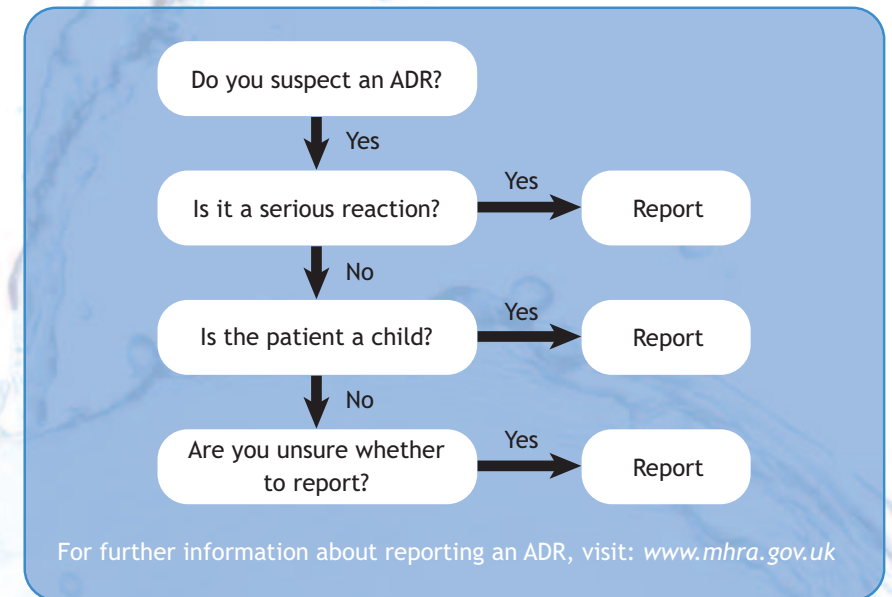 Do you suspect an ADR?
Yes
Is it a serious reaction?
Yes
Report
No
Is the patient a child?
Yes
Report
No
Are you unsure whether
to report?
Yes
Report
For further information about reporting an ADR, visit: www.mhra.gov.uk